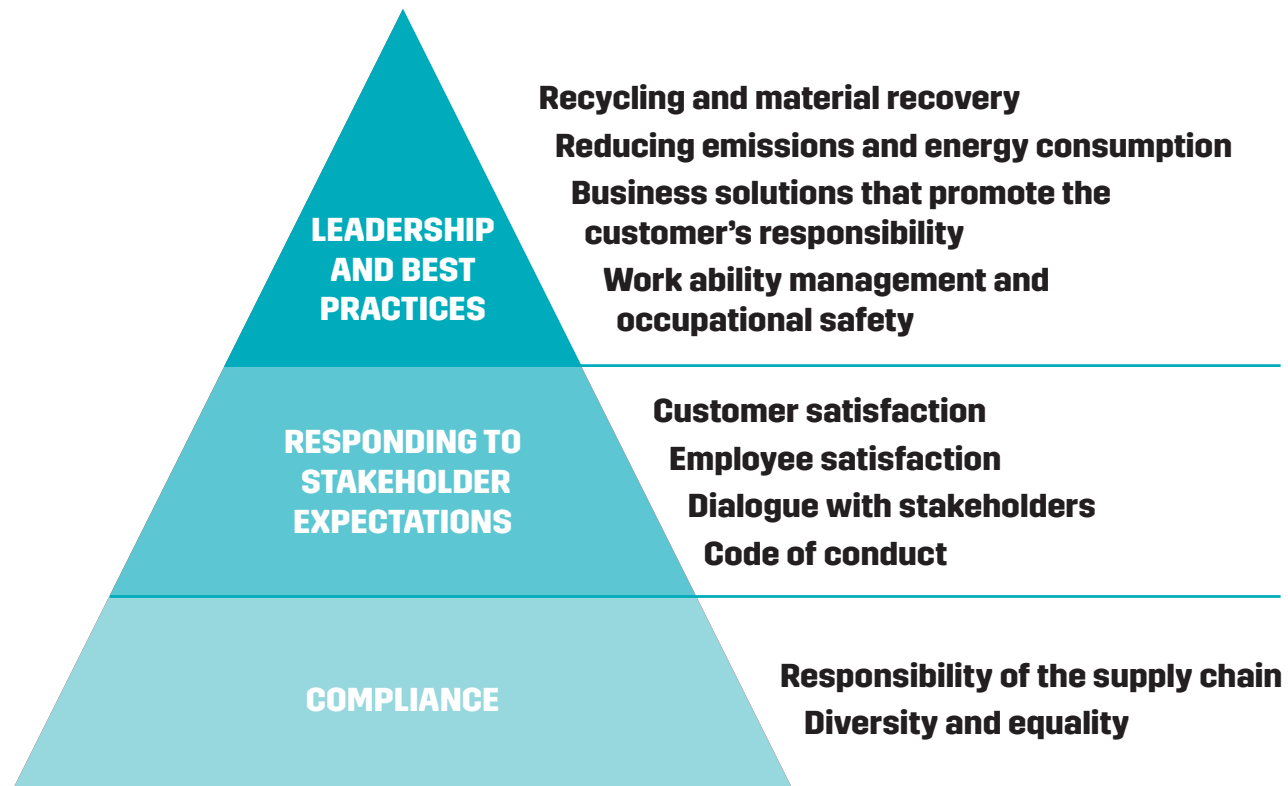 Recycling and material recovery
Reducing emissions and energy consumption
Business solutions that promote the
customer’s responsibility
Work ability management and
occupational safety
LEADERSHIP
AND BEST
PRACTICES
Customer satisfaction
Employee satisfaction
Dialogue with stakeholders
Code of conduct
RESPONDING TO
STAKEHOLDER
EXPECTATIONS
Responsibility of the supply chain
Diversity and equality
COMPLIANCE